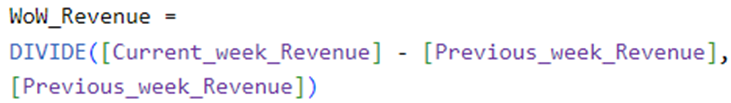 WoW_Revenue =
DIVIDE([Current_week_Revenue] - [Previous_week_Revenue],
[Previous_week_Revenue])